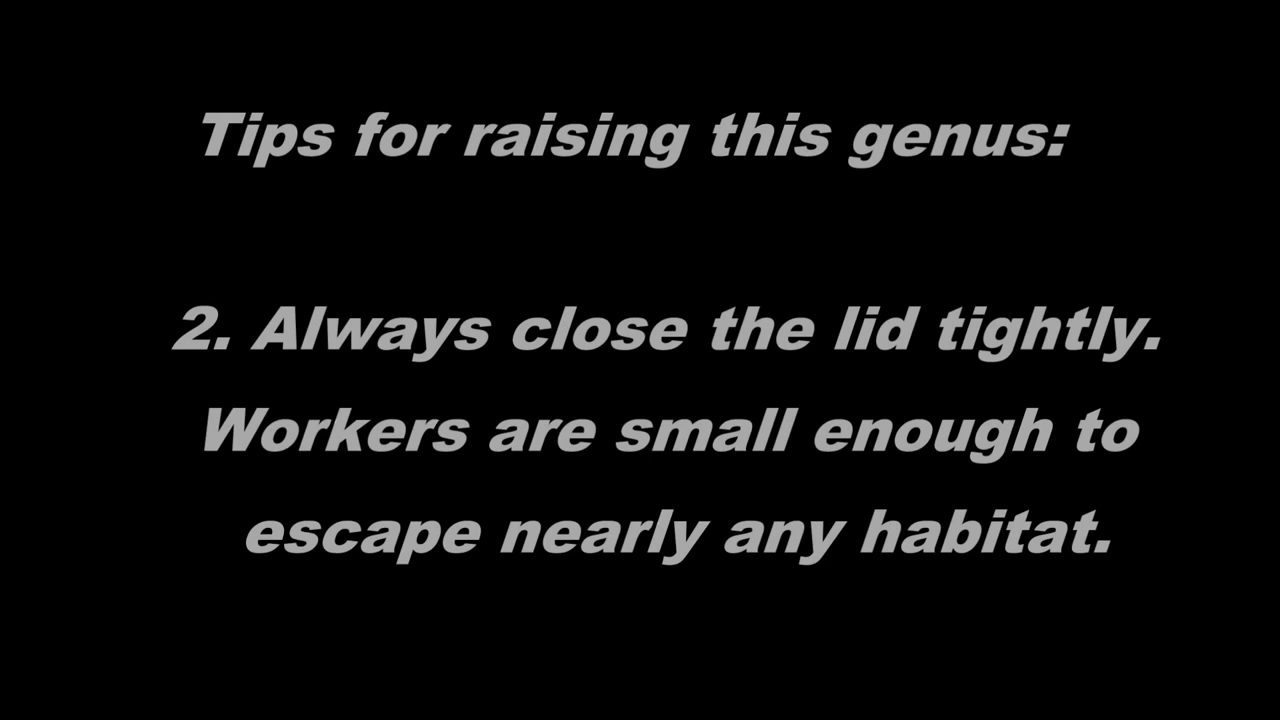 Tips for raising this genus:
2. Always close the lid tightly.
Workers are small enough to
escape nearly any habitat.